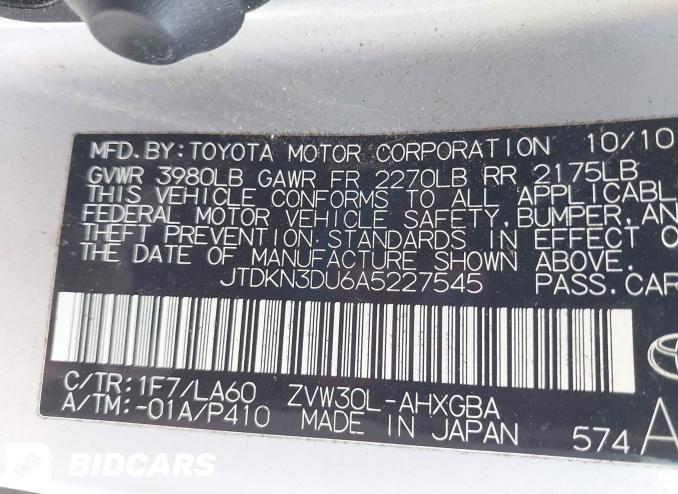 MFD. BY: TOYOTA MOTOR CORPORATION 10/10
GVWR 3980LB GAWR FR 2270LB RR 2175LB
THIS VEHICLE CONFORMS TO ALL APPLICABL
FEDERAL MOTOR VEHICLE SAFETY, BUMPER, AN
THEFT PREVENTION STANDARDS IN EFFECT O
THE DATE OF MANUFACTURE SHOWN ABOVE.
JTDKN3DU6A5227545 PASS. CAR
C/TR: 1F7/LA60 ZVW30L-AHXGBA
A/TM: -01A/P410 MADE IN JAPAN 574 A
BIDCARS